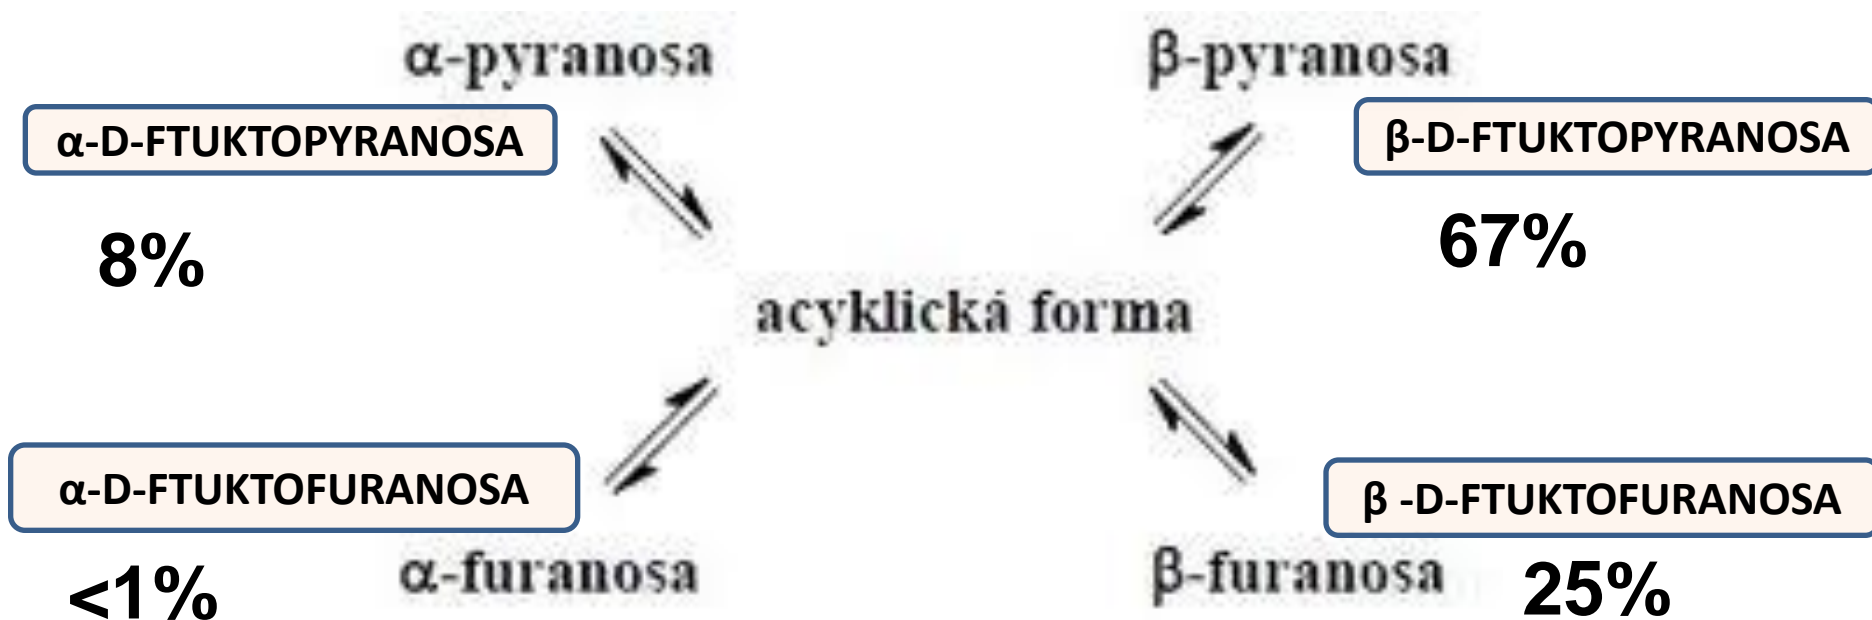 α-pyranosa
β-pyranosa
α-D-FTUKTOPYRANOSA
β-D-FTUKTOPYRANOSA
8%
67%
acyklická forma
α-D-FTUKTOFURANOSA
β -D-FTUKTOFURANOSA
<1%
α-furanosa
β-furanosa
25%